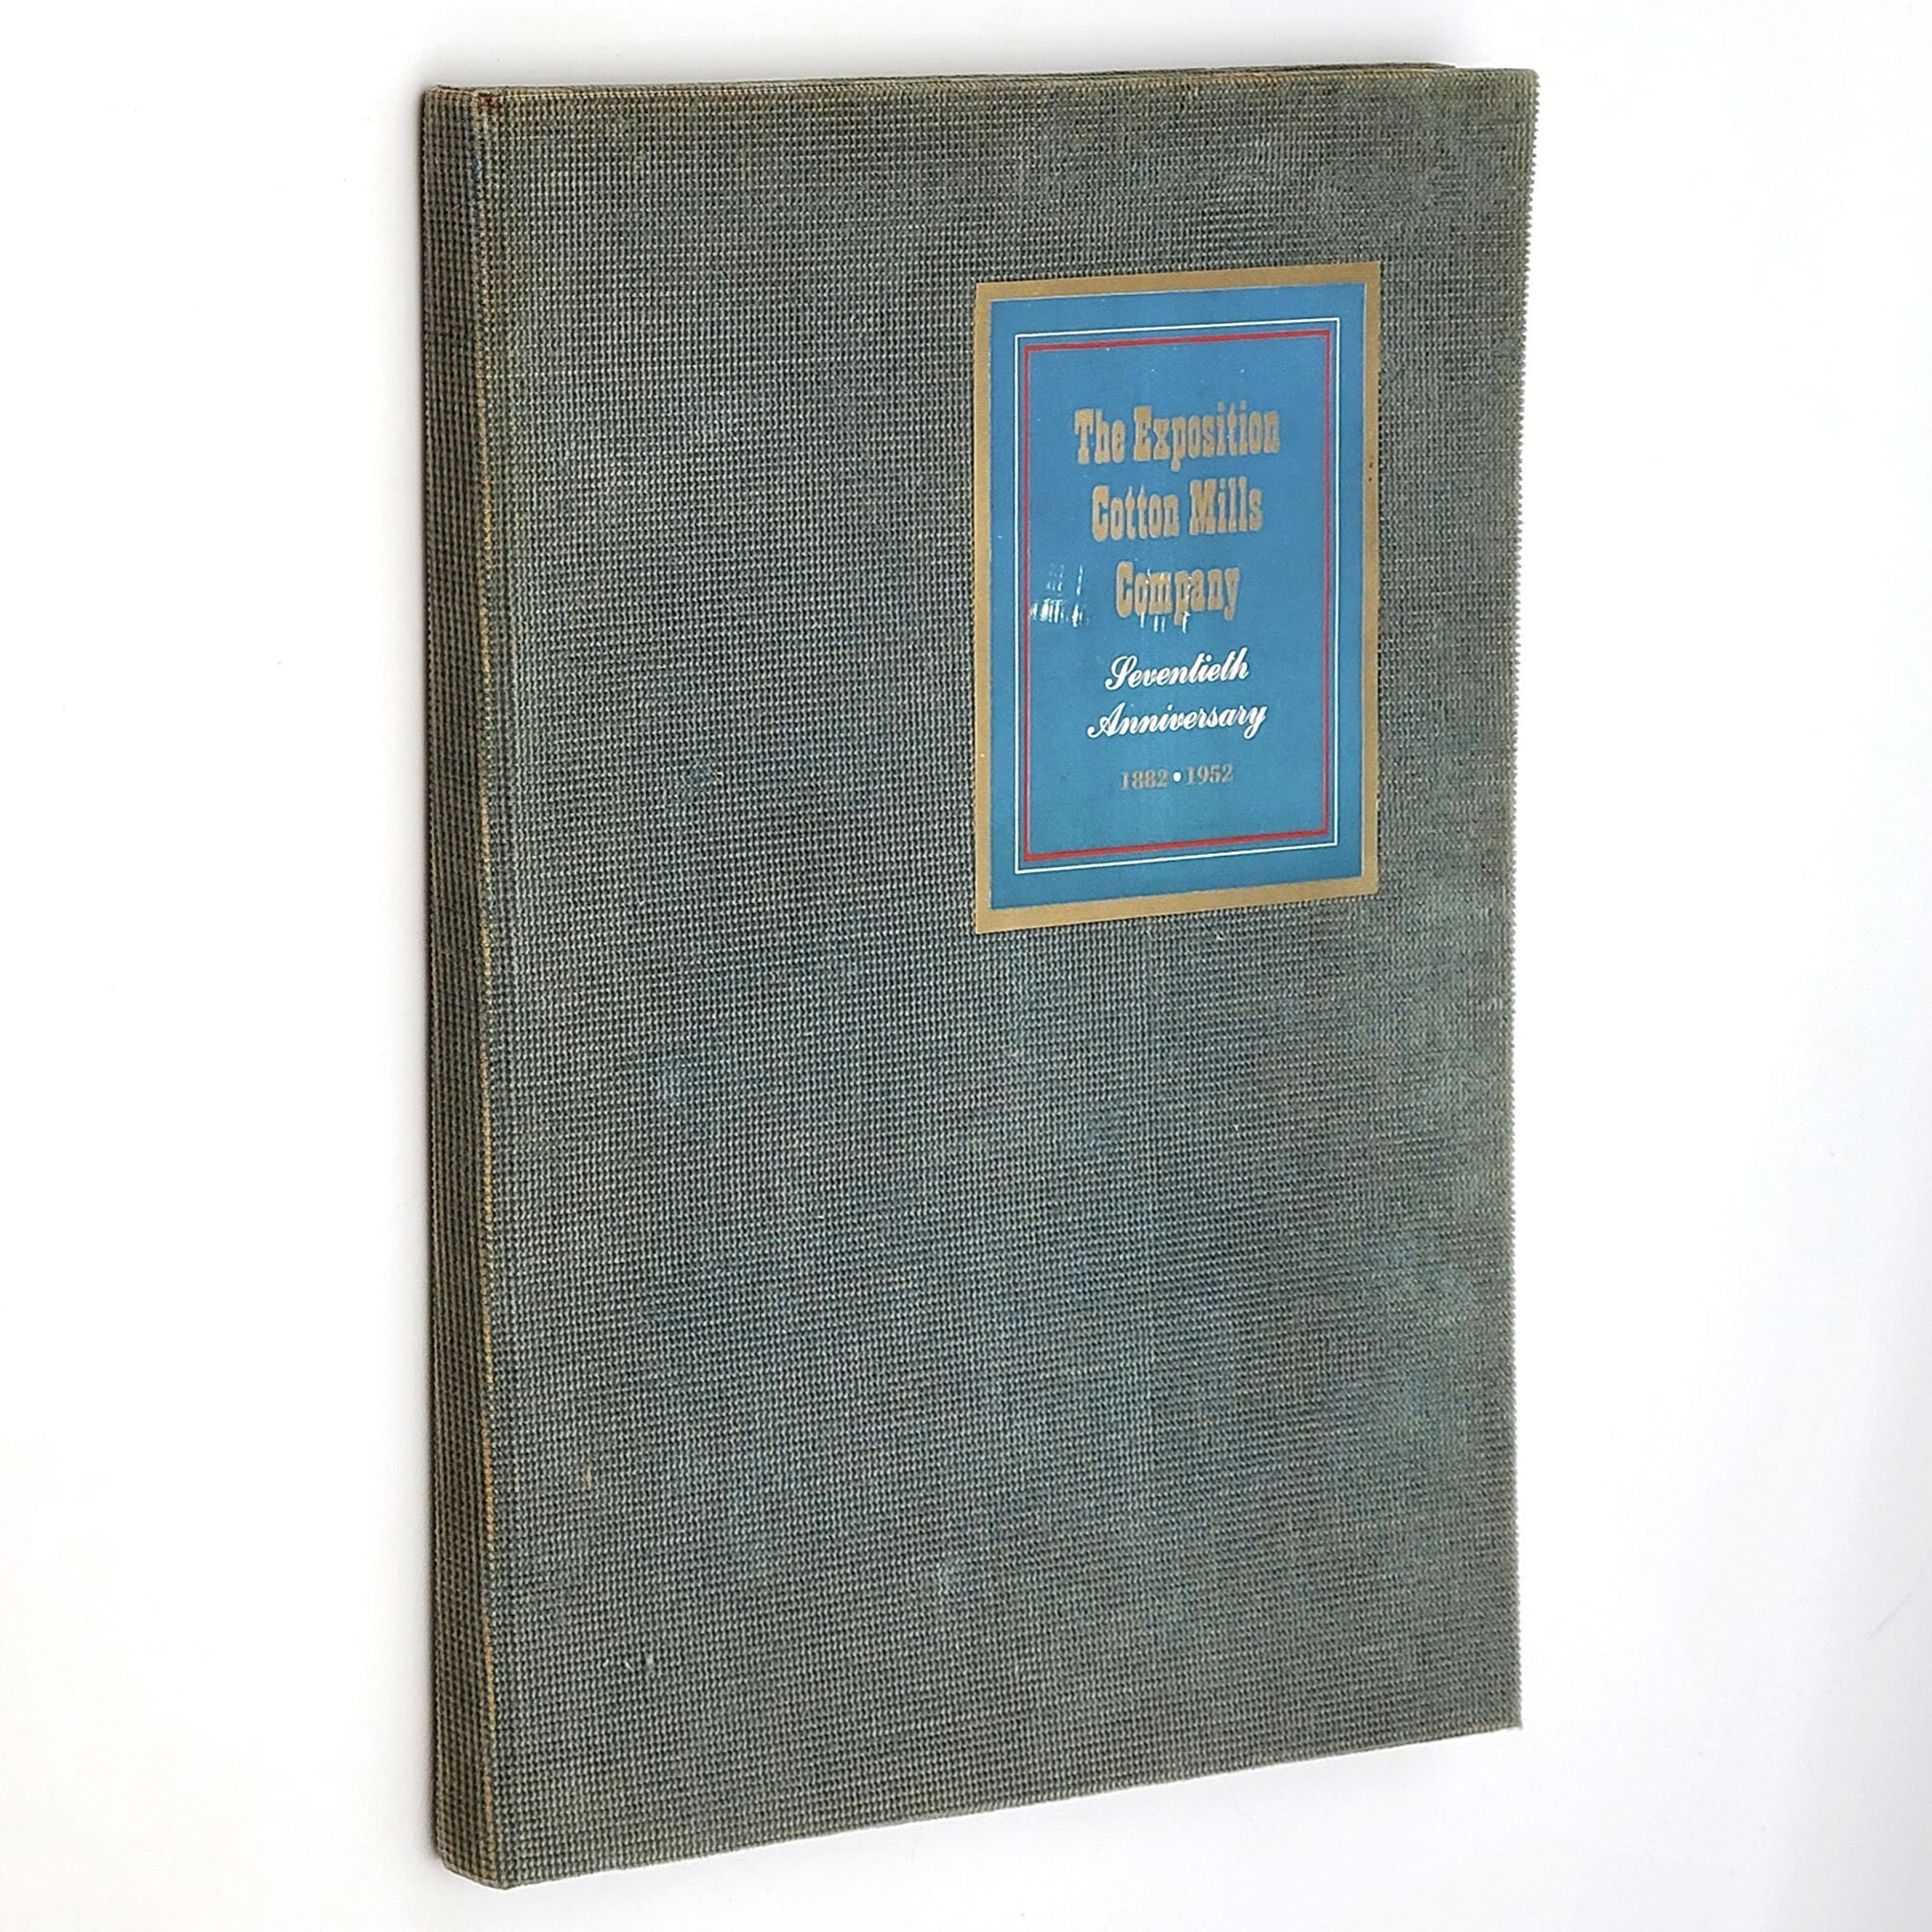 The Exposition
Cotton Mills
Company
Seventieth
Anniversary
1882 • 1952